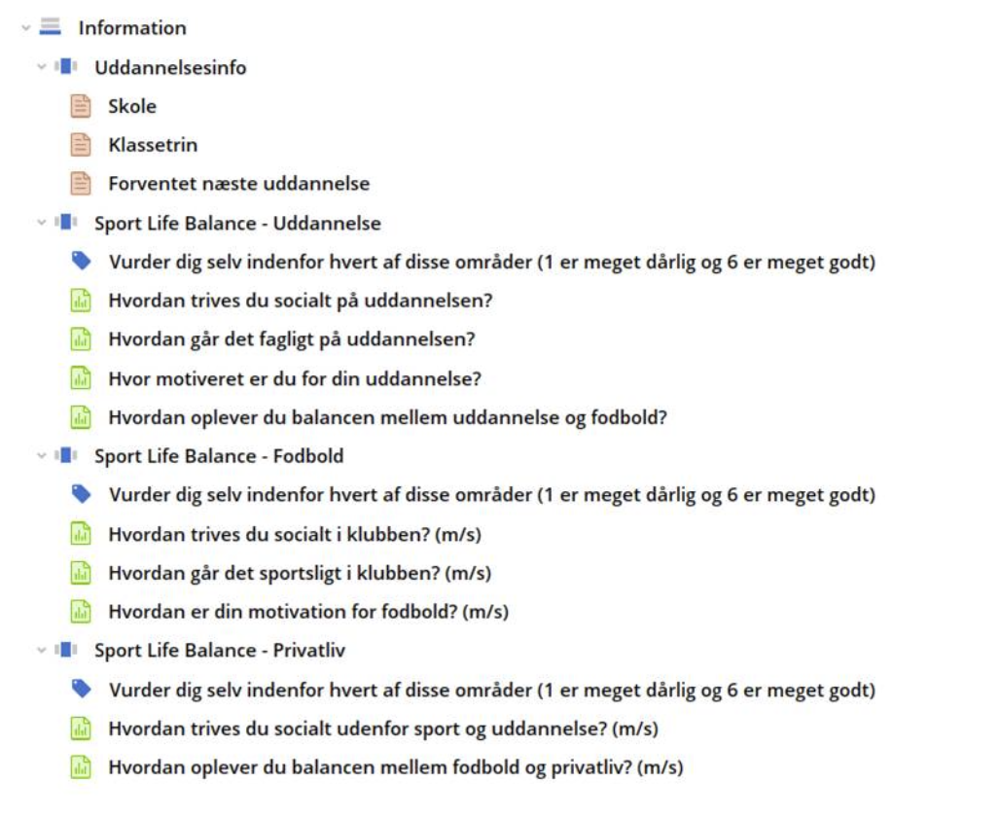 Information
Uddannelsesinfo
Skole
Klassetrin
Forventet næste uddannelse
Sport Life Balance - Uddannelse
Vurder dig selv indenfor hvert af disse områder (1 er meget dårlig og 6 er meget godt)
Hvordan trives du socialt på uddannelsen?
Hvordan går det fagligt på uddannelsen?
Hvor motiveret er du for din uddannelse?
Hvordan oplever du balancen mellem uddannelse og fodbold?
Sport Life Balance - Fodbold
Vurder dig selv indenfor hvert af disse områder (1 er meget dårlig og 6 er meget godt)
Hvordan trives du socialt i klubben? (m/s)
Hvordan går det sportsligt i klubben? (m/s)
Hvordan er din motivation for fodbold? (m/s)
Sport Life Balance - Privatliv
Vurder dig selv indenfor hvert af disse områder (1 er meget dårlig og 6 er meget godt)
Hvordan trives du socialt udenfor sport og uddannelse? (m/s)
Hvordan oplever du balancen mellem fodbold og privatliv? (m/s)